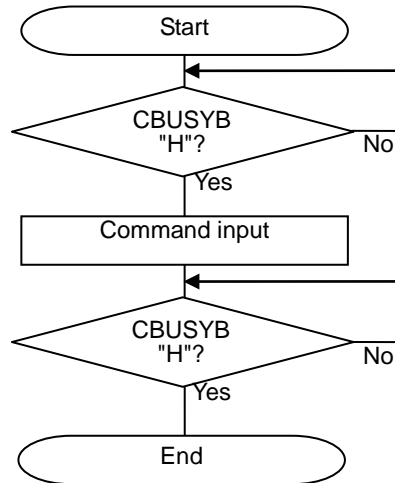 Start
CBUSYB
"H"?
No
Yes
Command input
CBUSYB
"H"?
No
Yes
End